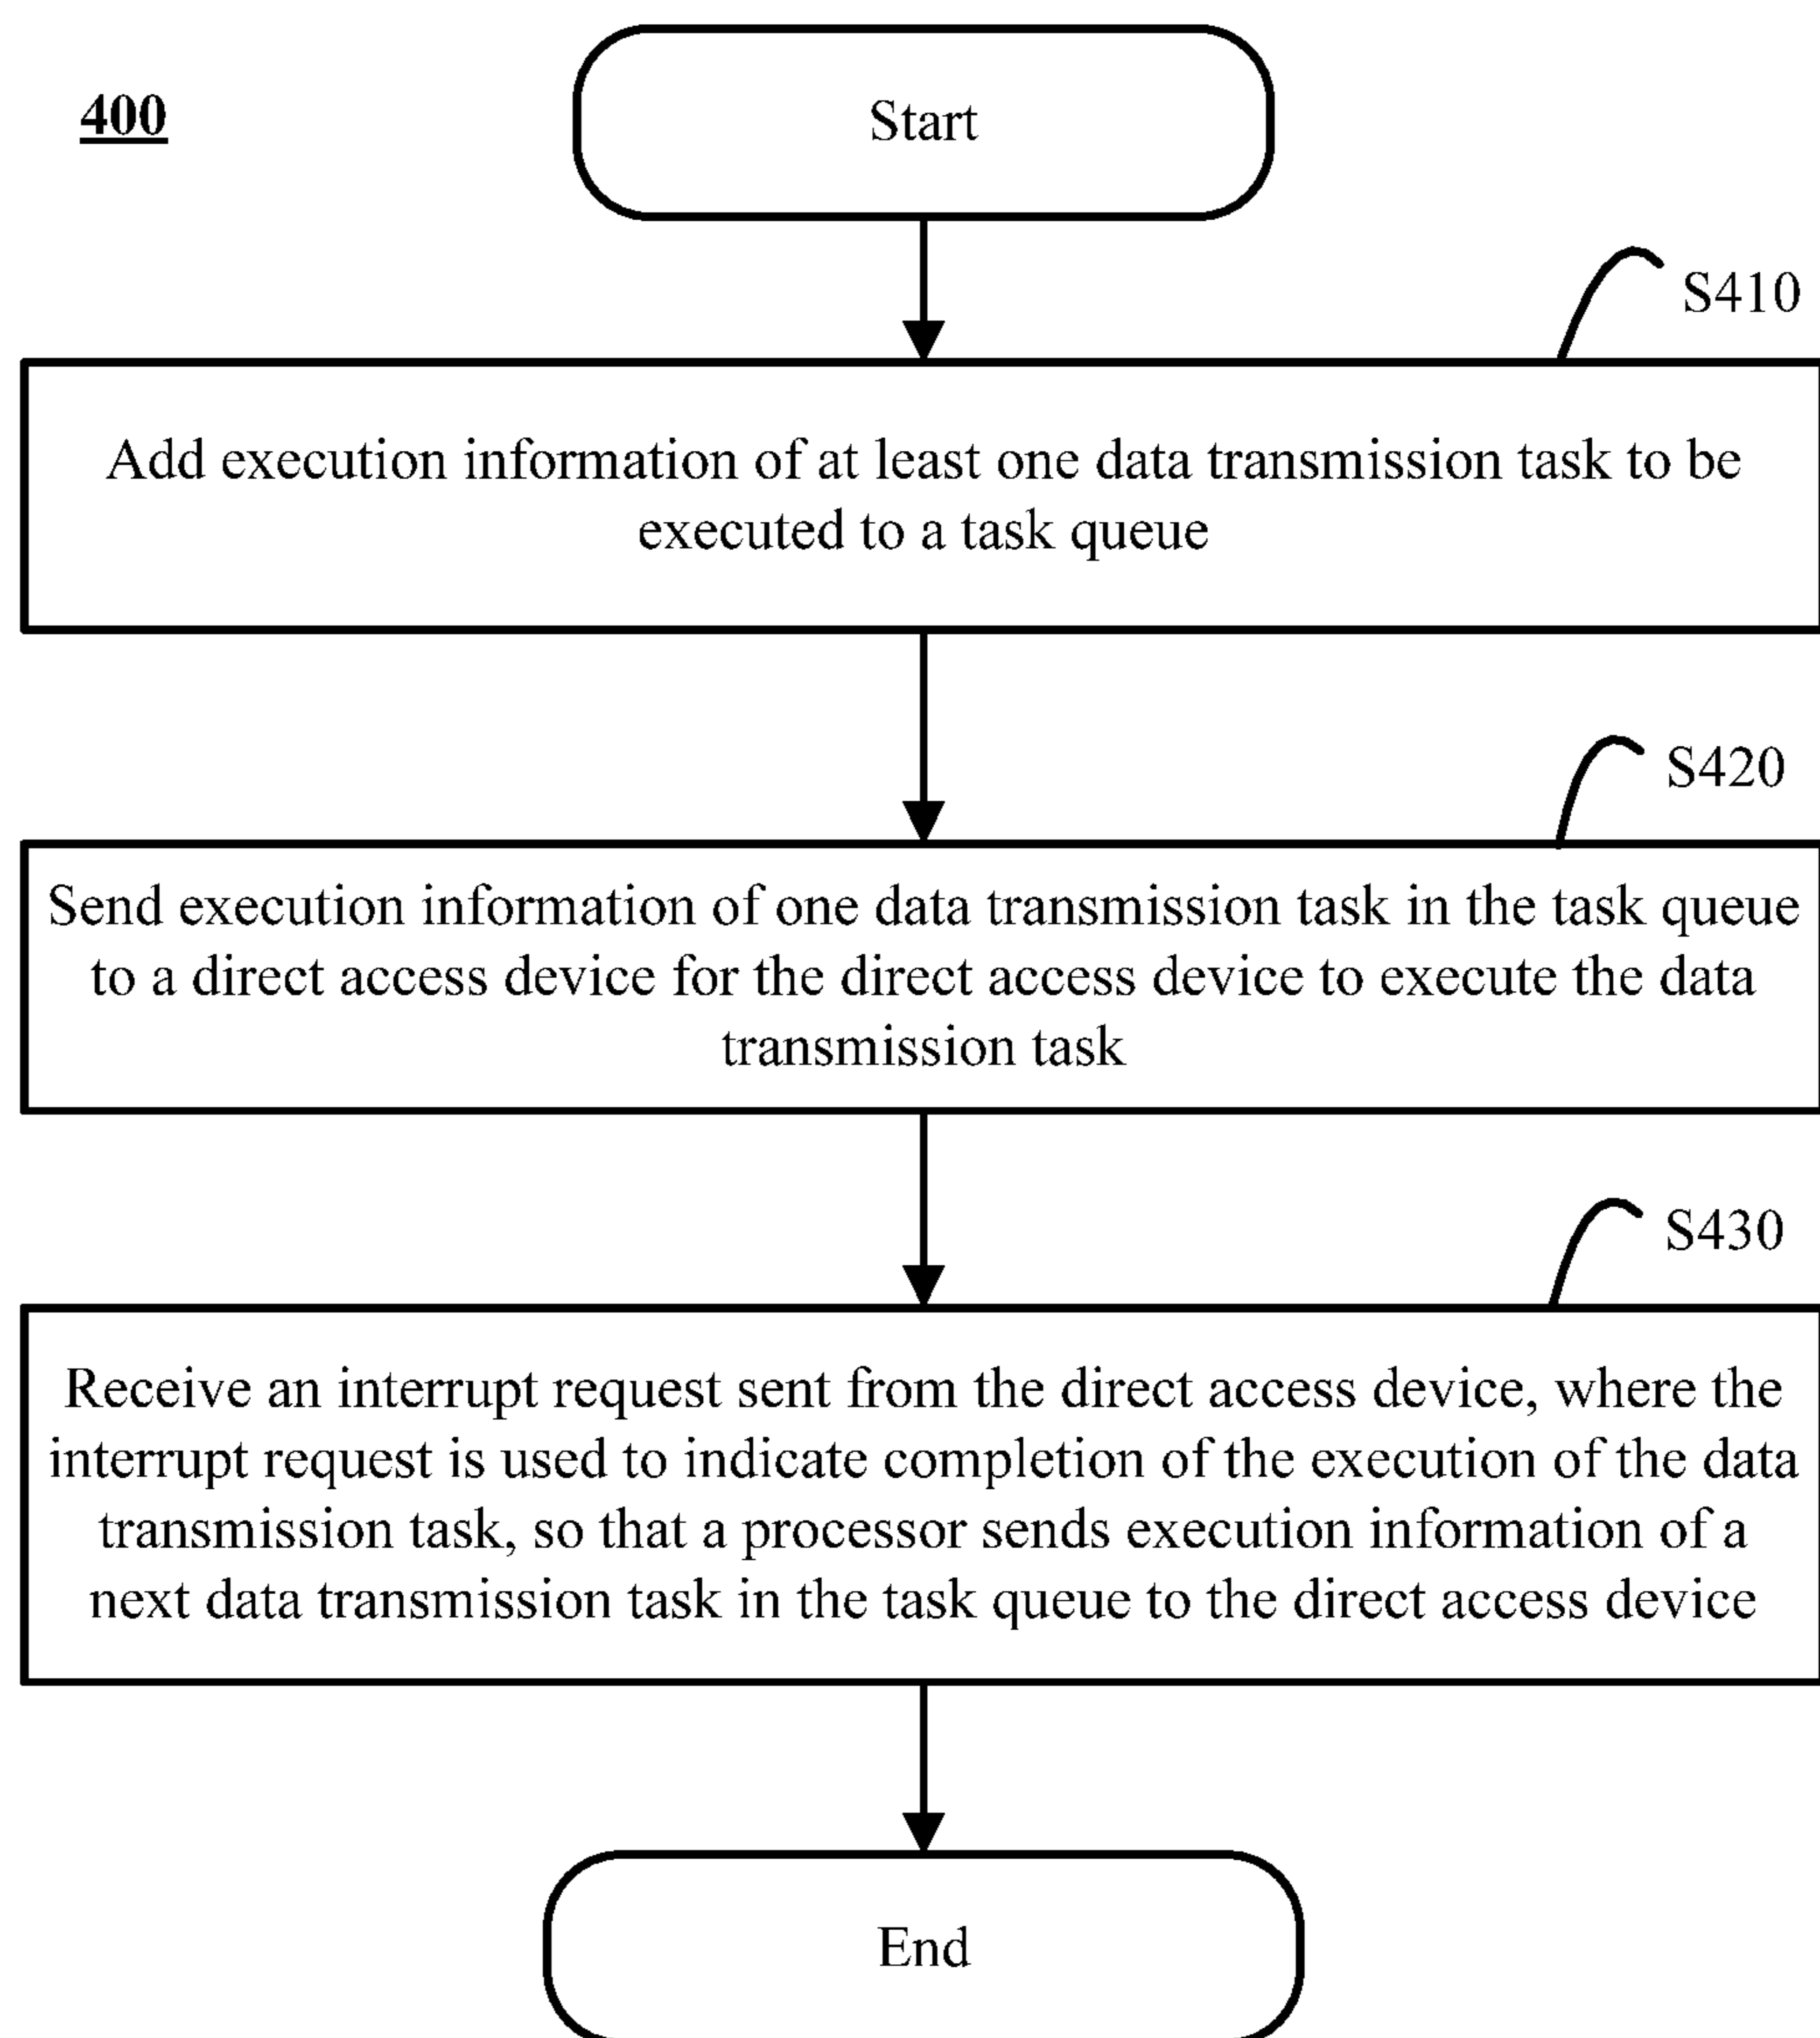 400
Start
S410
Add execution information of at least one data transmission task to be
executed to a task queue
S420
Send execution information of one data transmission task in the task queue
to a direct access device for the direct access device to execute the data
transmission task
S430
Receive an interrupt request sent from the direct access device, where the
interrupt request is used to indicate completion of the execution of the data
transmission task, so that a processor sends execution information of a
next data transmission task in the task queue to the direct access device
End